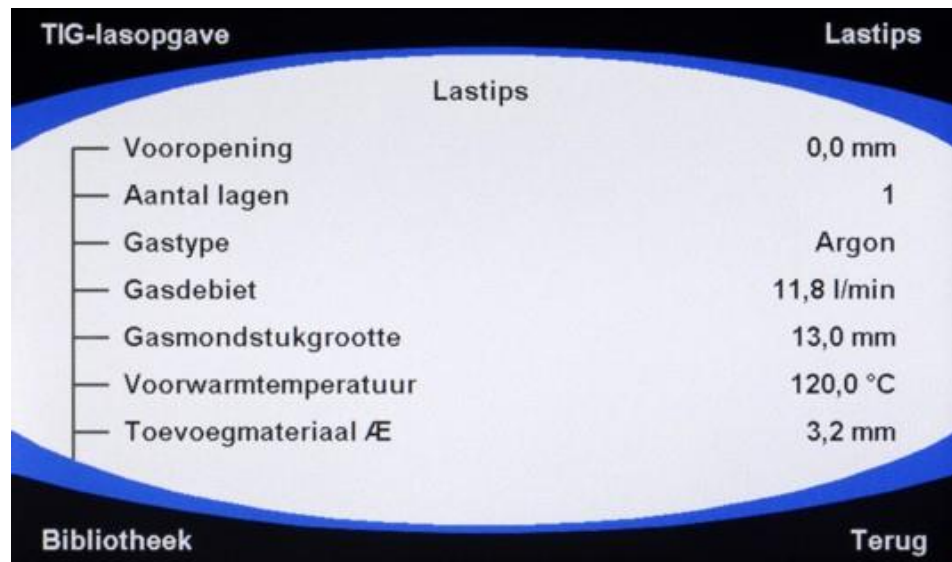 TIG-lasopgave Lastips
Lastips
Vooropening 0,0 mm
Aantal lagen 1
Gastype Argon
Gasdebiet 11,8 l/min
Gasmondstukgrootte 13,0 mm
Voorwarmtemperatuur 120,0 °C
Toevoegmateriaal Æ 3,2 mm
Bibliotheek Terug